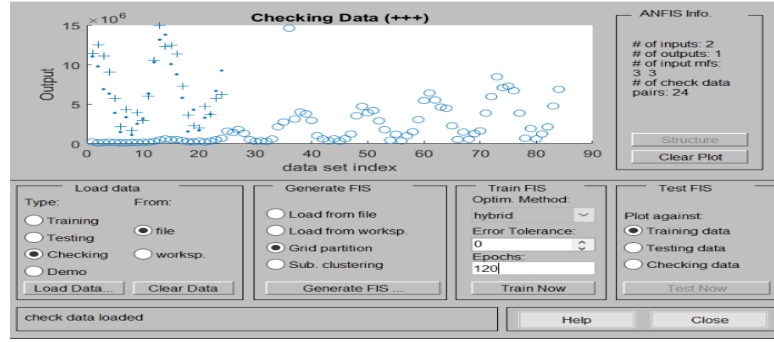 ×10^6
Checking Data (+++)
15
10
5
0
Output
0 10 20 30 40 50 60 70 80 90
data set index
ANFIS Info.
# of inputs: 2
# of outputs: 1
# of input mfs:
3 3
# of check data
pairs: 24
Structure
Clear Plot
Load data
Type: From:
Training
Testing
Checking
Demo
file
worksp.
Load Data...
Clear Data
Generate FIS
Load from file
Load from worksp.
Grid partition
Sub. clustering
Generate FIS ...
Train FIS
Optim. Method:
hybrid
Error Tolerance:
0
Epochs:
120
Train Now
Test FIS
Plot against:
Training data
Testing data
Checking data
Test Now
check data loaded
Help
Close